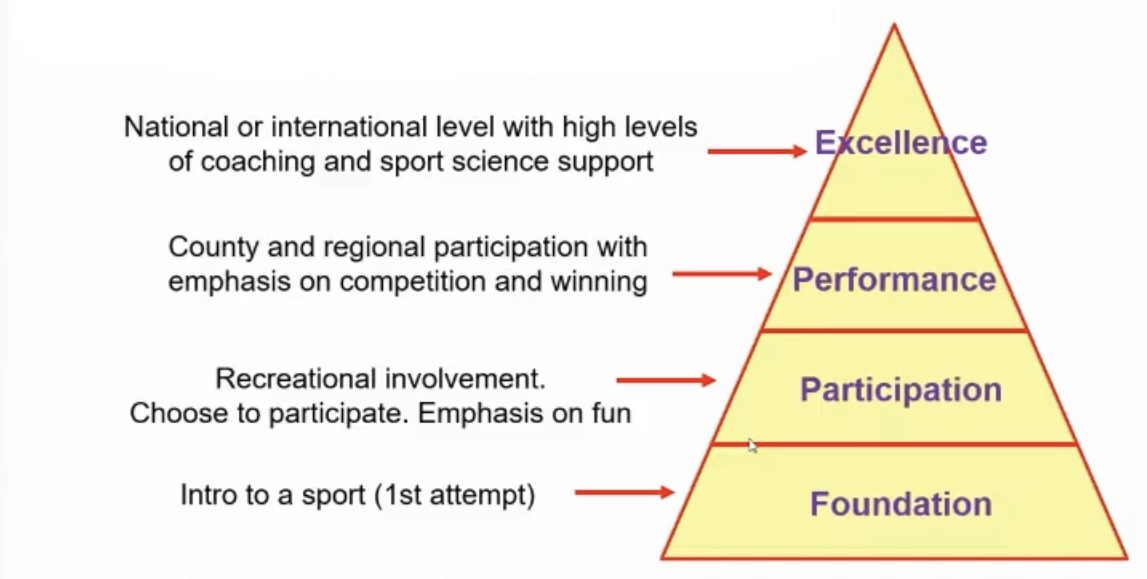 National or international level with high levels
of coaching and sport science support
Excellence
County and regional participation with
emphasis on competition and winning
Performance
Recreational involvement.
Choose to participate. Emphasis on fun
Participation
Intro to a sport (1st attempt)
Foundation